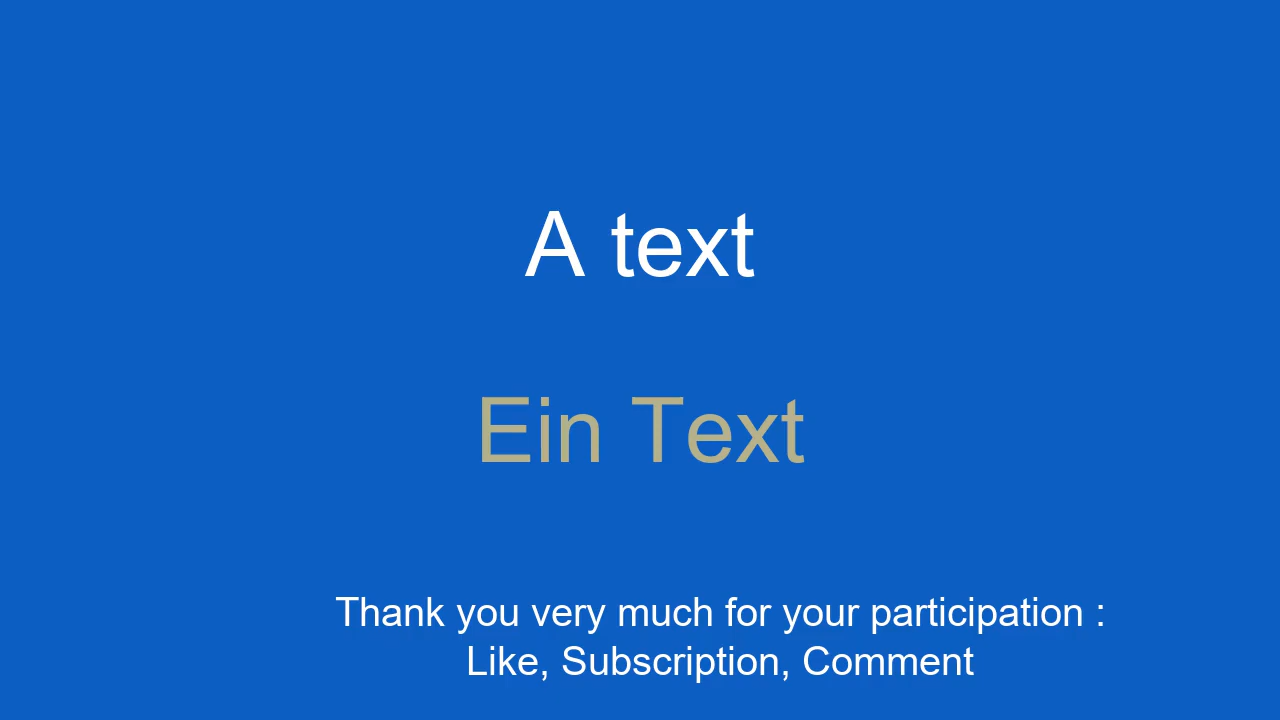 A text
Ein Text
Thank you very much for your participation :
Like, Subscription, Comment